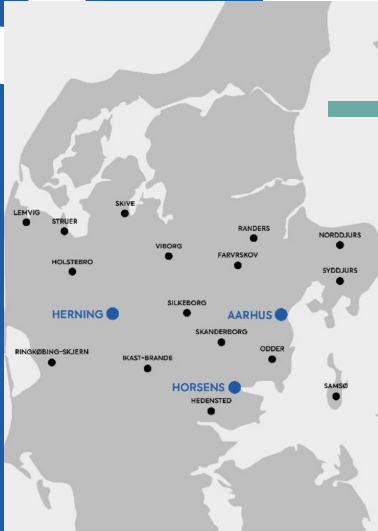 SKIVE
LEMVIG
STRUER
RANDERS
NORDDJURS
VIBORG
FARVRSKOV
HOLSTEBRO
SYDDJURS
SILKEBORG
HERNING
AARHUS
SKANDERBORG
RINGKØBING-SKJERN
IKAST-BRANDE
ODDER
HORSENS
SAMSØ
HEDENSTED